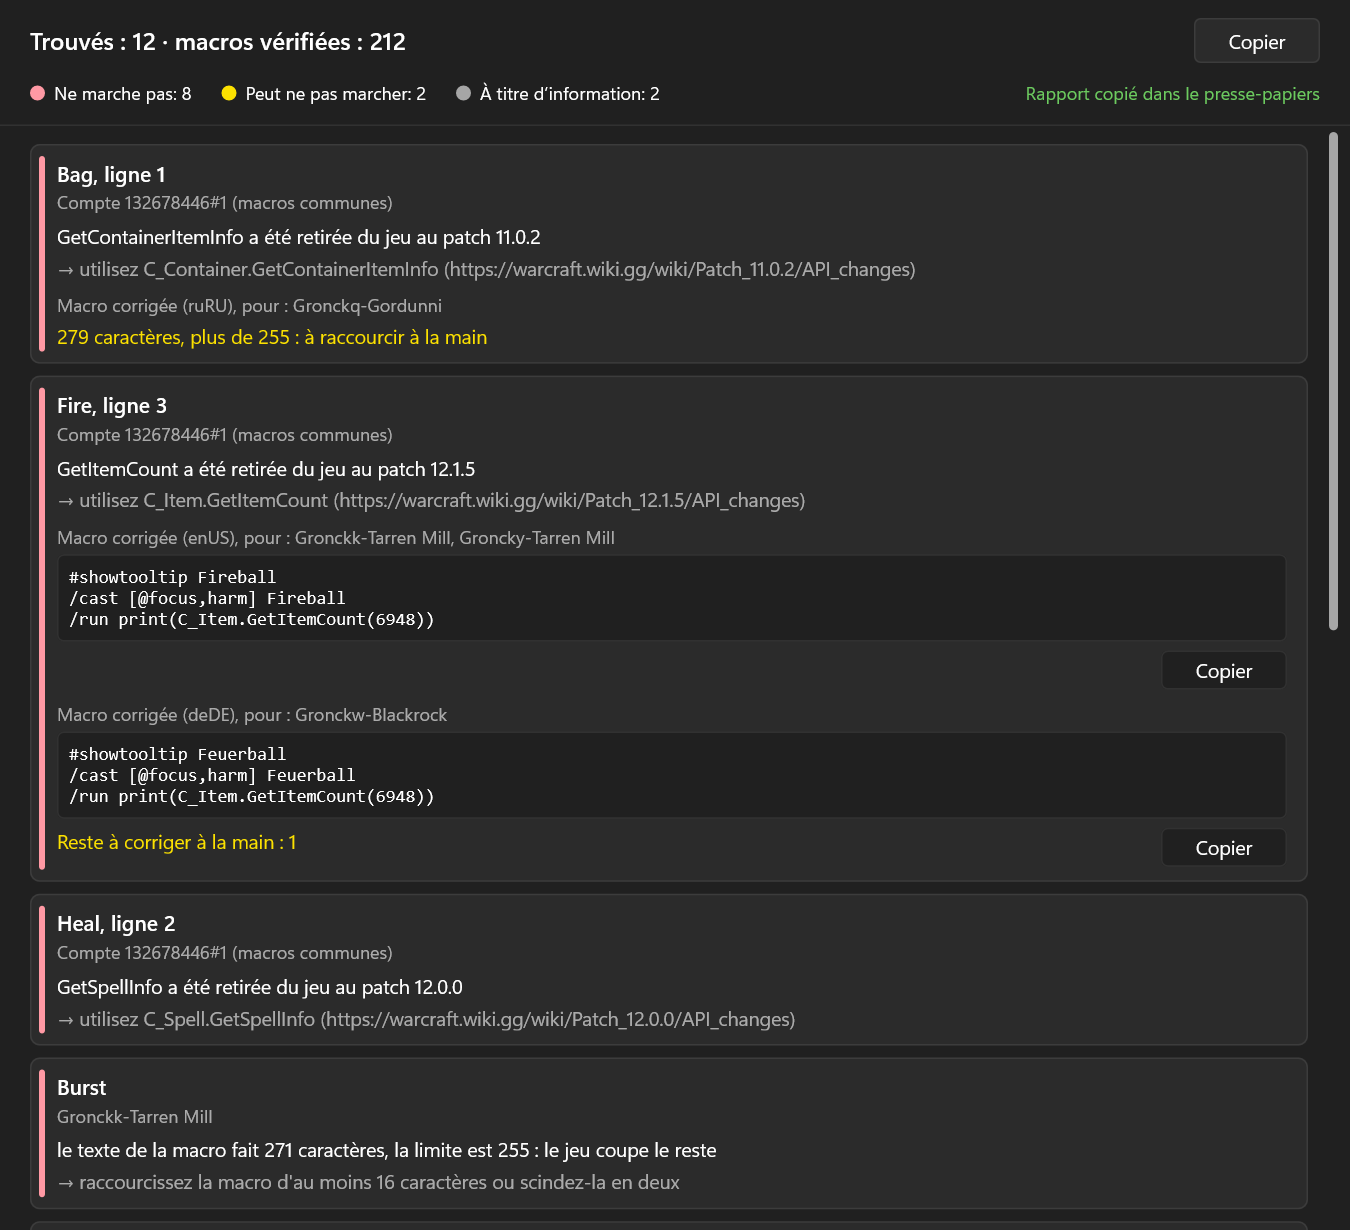 Trouvés : 12 · macros vérifiées : 212
Copier
Ne marche pas: 8
Peut ne pas marcher: 2
À titre d’information: 2
Rapport copié dans le presse-papiers
Bag, ligne 1
Compte 132678446#1 (macros communes)
GetContainerItemInfo a été retirée du jeu au patch 11.0.2
→ utilisez C_Container.GetContainerItemInfo (https://warcraft.wiki.gg/wiki/Patch_11.0.2/API_changes)
Macro corrigée (ruRU), pour : Gronckq-Gordunni
279 caractères, plus de 255 : à raccourcir à la main
Fire, ligne 3
Compte 132678446#1 (macros communes)
GetItemCount a été retirée du jeu au patch 12.1.5
→ utilisez C_Item.GetItemCount (https://warcraft.wiki.gg/wiki/Patch_12.1.5/API_changes)
Macro corrigée (enUS), pour : Gronckk-Tarren Mill, Groncky-Tarren Mill
#showtooltip Fireball
/cast [@focus,harm] Fireball
/run print(C_Item.GetItemCount(6948))
Copier
Macro corrigée (deDE), pour : Gronckw-Blackrock
#showtooltip Feuerball
/cast [@focus,harm] Feuerball
/run print(C_Item.GetItemCount(6948))
Reste à corriger à la main : 1
Copier
Heal, ligne 2
Compte 132678446#1 (macros communes)
GetSpellInfo a été retirée du jeu au patch 12.0.0
→ utilisez C_Spell.GetSpellInfo (https://warcraft.wiki.gg/wiki/Patch_12.0.0/API_changes)
Burst
Gronckk-Tarren Mill
le texte de la macro fait 271 caractères, la limite est 255 : le jeu coupe le reste
→ raccourcissez la macro d'au moins 16 caractères ou scindez-la en deux